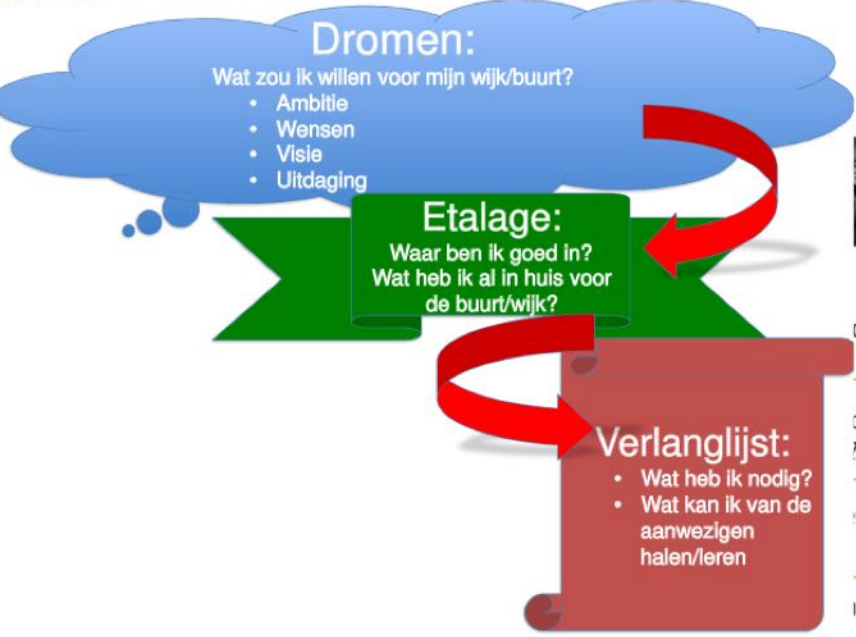 Dromen:
Wat zou ik willen voor mijn wijk/buurt?
• Ambitie
• Wensen
• Visie
• Uitdaging
Etalage:
Waar ben ik goed in?
Wat heb ik al in huis voor
de buurt/wijk?
Verlanglijst:
• Wat heb ik nodig?
• Wat kan ik van de
aanwezigen
halen/leren